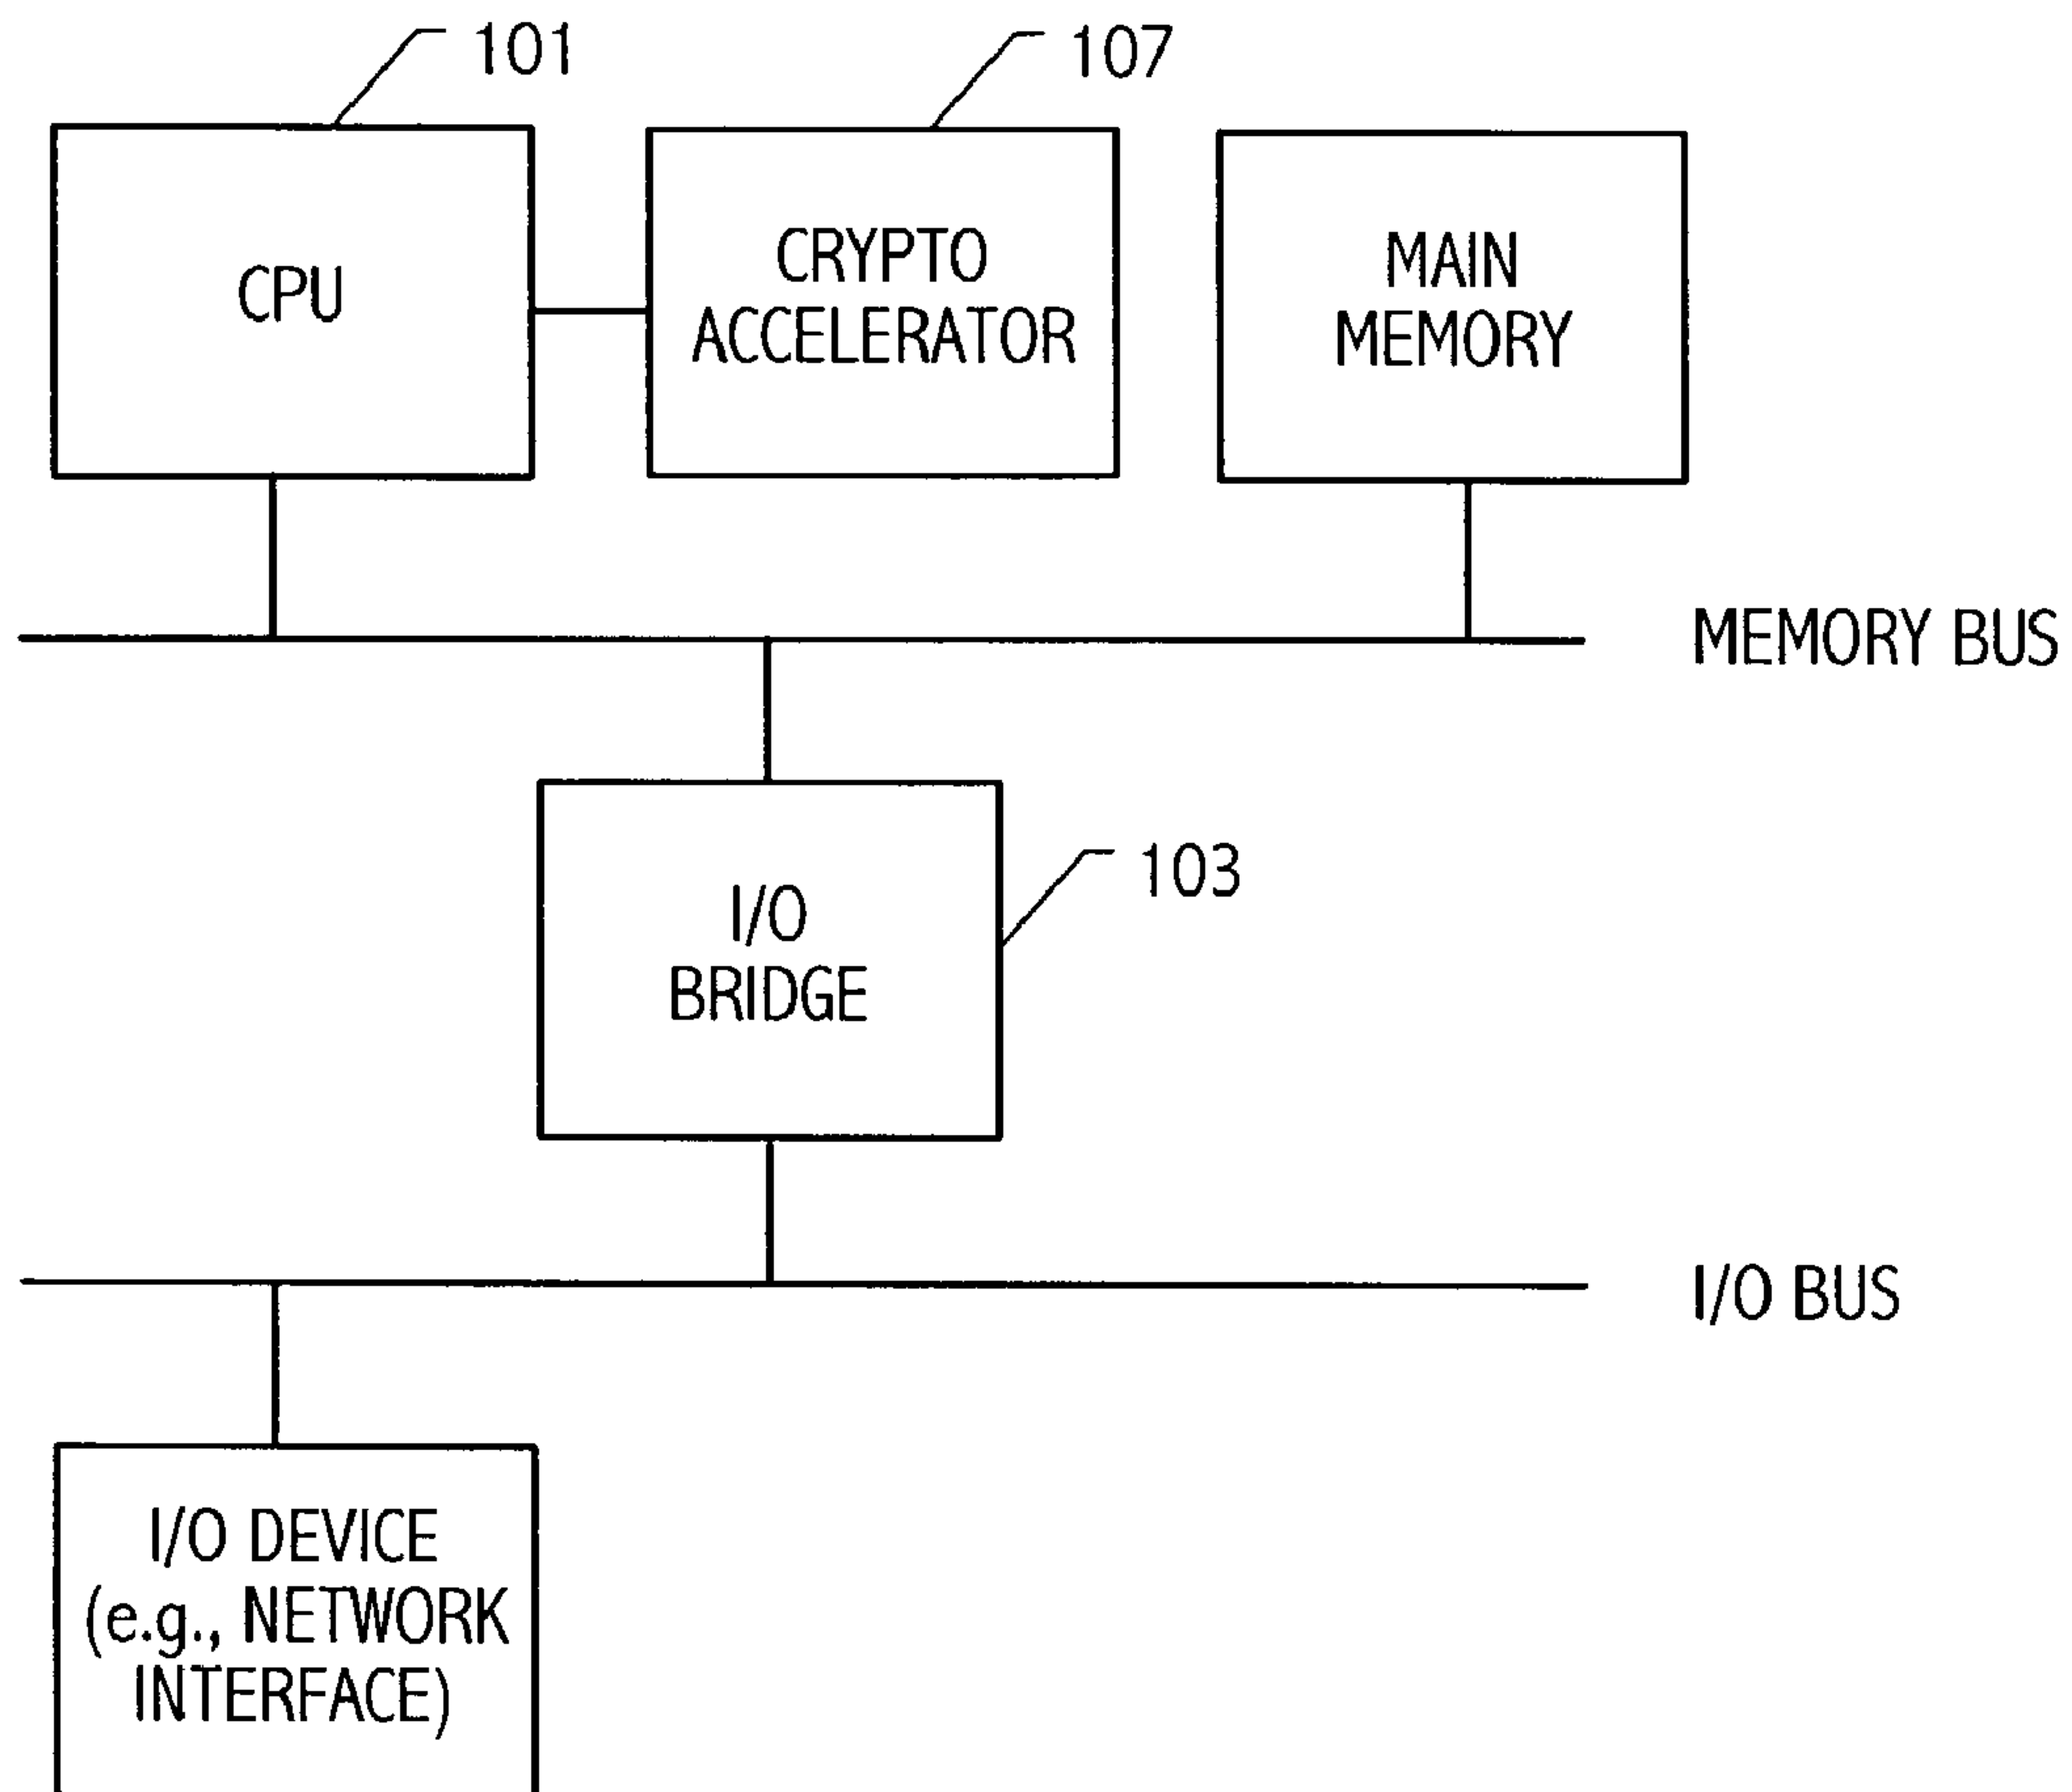 101
107
CPU
CRYPTO
ACCELERATOR
MAIN
MEMORY
MEMORY BUS
103
I/O
BRIDGE
I/O BUS
I/O DEVICE
(e.g., NETWORK
INTERFACE)